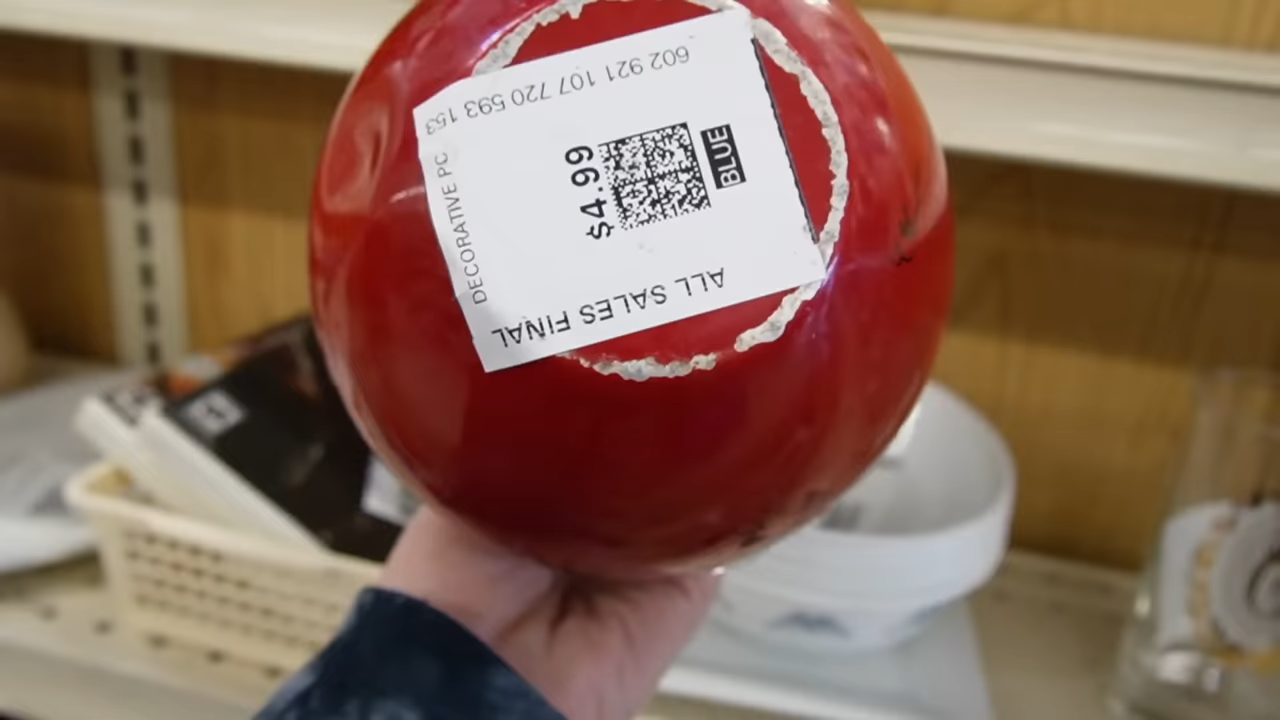 602 921 107 720 593 153
DECORATIVE PC
$4.99
BLUE
ALL SALES FINAL